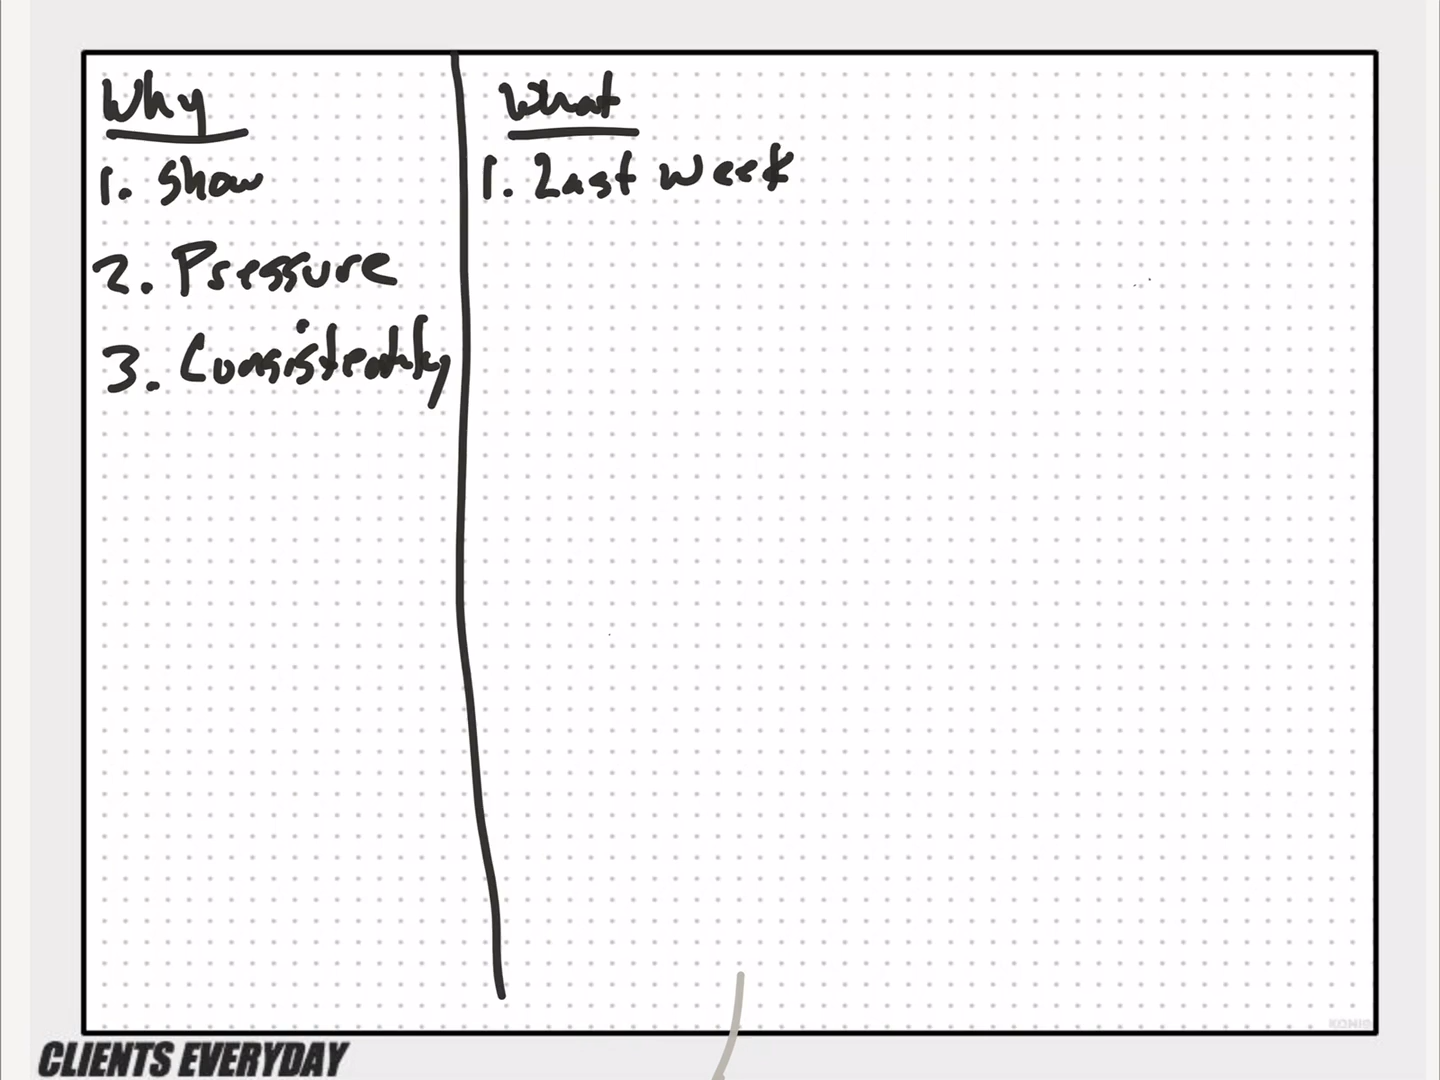 Why
1. Show
2. Pressure
3. Consistently
What
1. Last week
CLIENTS EVERYDAY